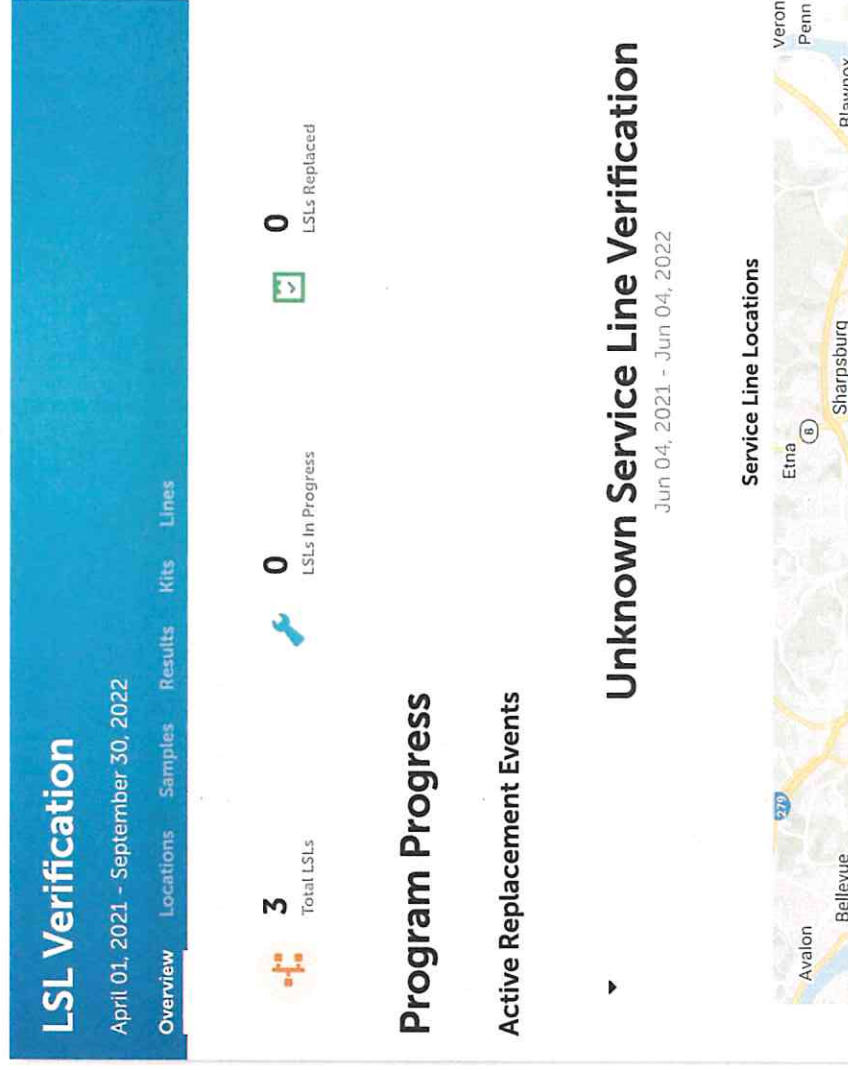 LSL Verification
April 01, 2021 - September 30, 2022
Overview Locations Samples Results Kits Lines
3
Total LSLs
0
LSLs In Progress
0
LSLs Replaced
Program Progress
Active Replacement Events
Unknown Service Line Verification
Jun 04, 2021 - Jun 04, 2022
Service Line Locations
Avalon
Bellevue
279
Etna
8
Sharpsburg
Blawnox
Veron
Penn